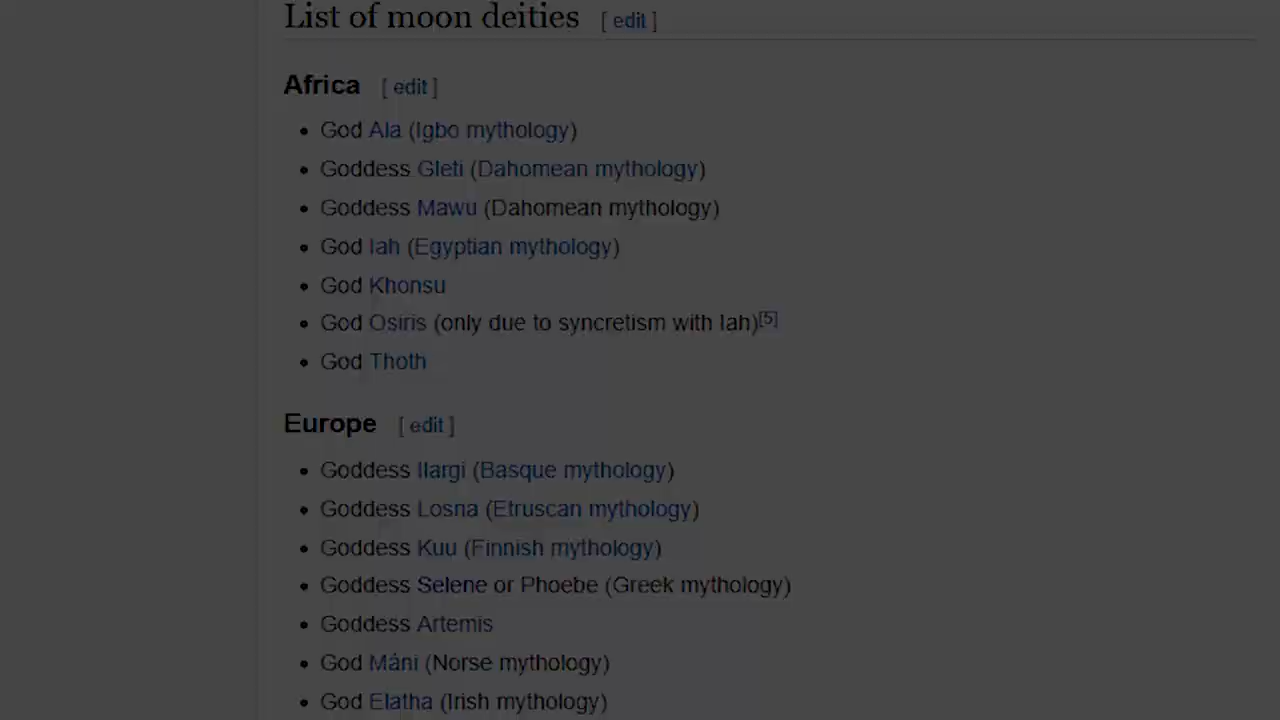 List of moon deities [ edit ]
Africa [ edit ]
• God Ala (Igbo mythology)
• Goddess Gleti (Dahomean mythology)
• Goddess Mawu (Dahomean mythology)
• God Iah (Egyptian mythology)
• God Khonsu
• God Osiris (only due to syncretism with Iah)[5]
• God Thoth
Europe [ edit ]
• Goddess Ilargi (Basque mythology)
• Goddess Losna (Etruscan mythology)
• Goddess Kuu (Finnish mythology)
• Goddess Selene or Phoebe (Greek mythology)
• Goddess Artemis
• God Máni (Norse mythology)
• God Elatha (Irish mythology)